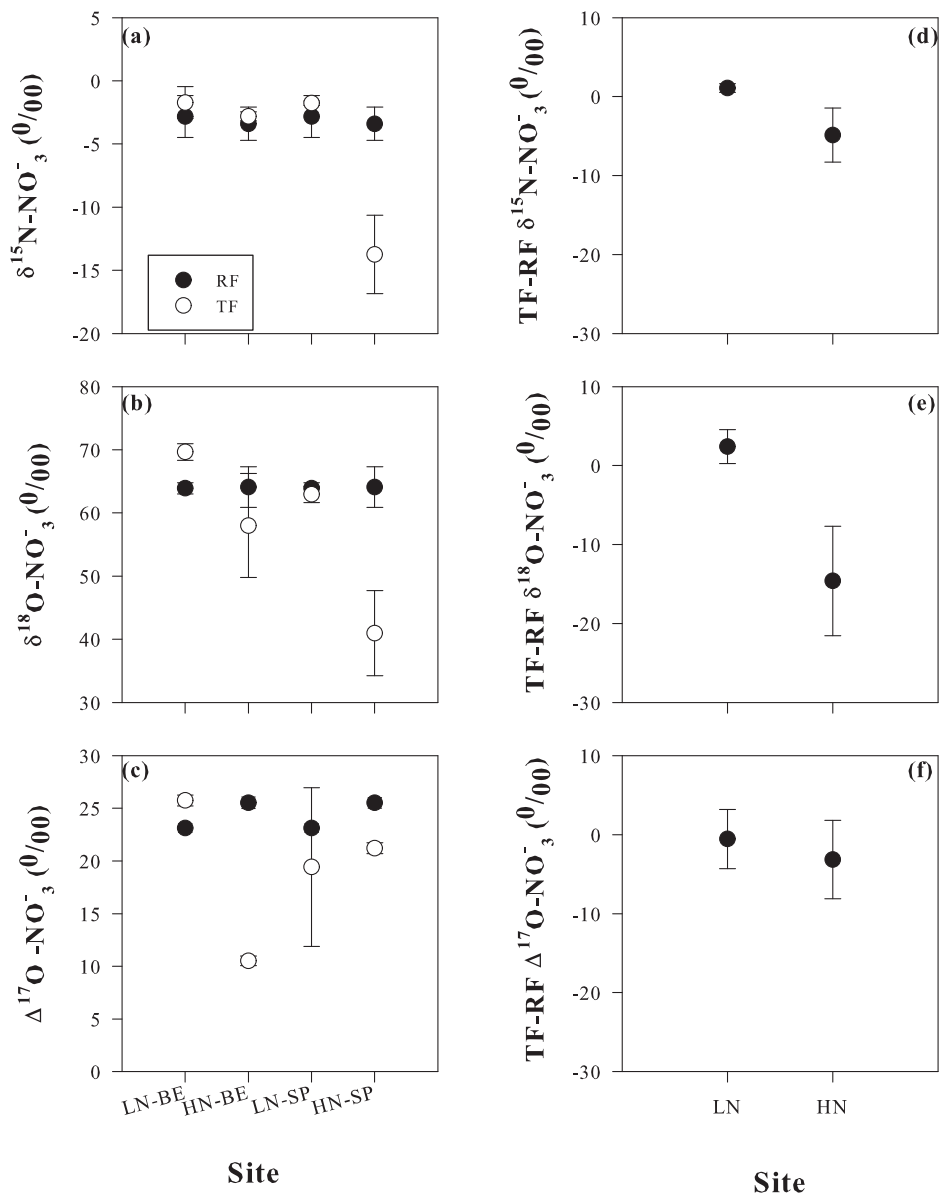 (a)
δ¹⁵N-NO⁻₃ (⁰/₀₀)
5
0
-5
-10
-15
-20
RF
TF
(d)
TF-RF δ¹⁵N-NO⁻₃ (⁰/₀₀)
10
0
-10
-20
-30
(b)
δ¹⁸O-NO⁻₃ (⁰/₀₀)
80
70
60
50
40
30
(e)
TF-RF δ¹⁸O-NO⁻₃ (⁰/₀₀)
10
0
-10
-20
-30
(c)
Δ¹⁷O -NO⁻₃ (⁰/₀₀)
30
25
20
15
10
5
0
LN-BE
HN-BE
LN-SP
HN-SP
Site
(f)
TF-RF Δ¹⁷O-NO⁻₃ (⁰/₀₀)
10
0
-10
-20
-30
LN
HN
Site